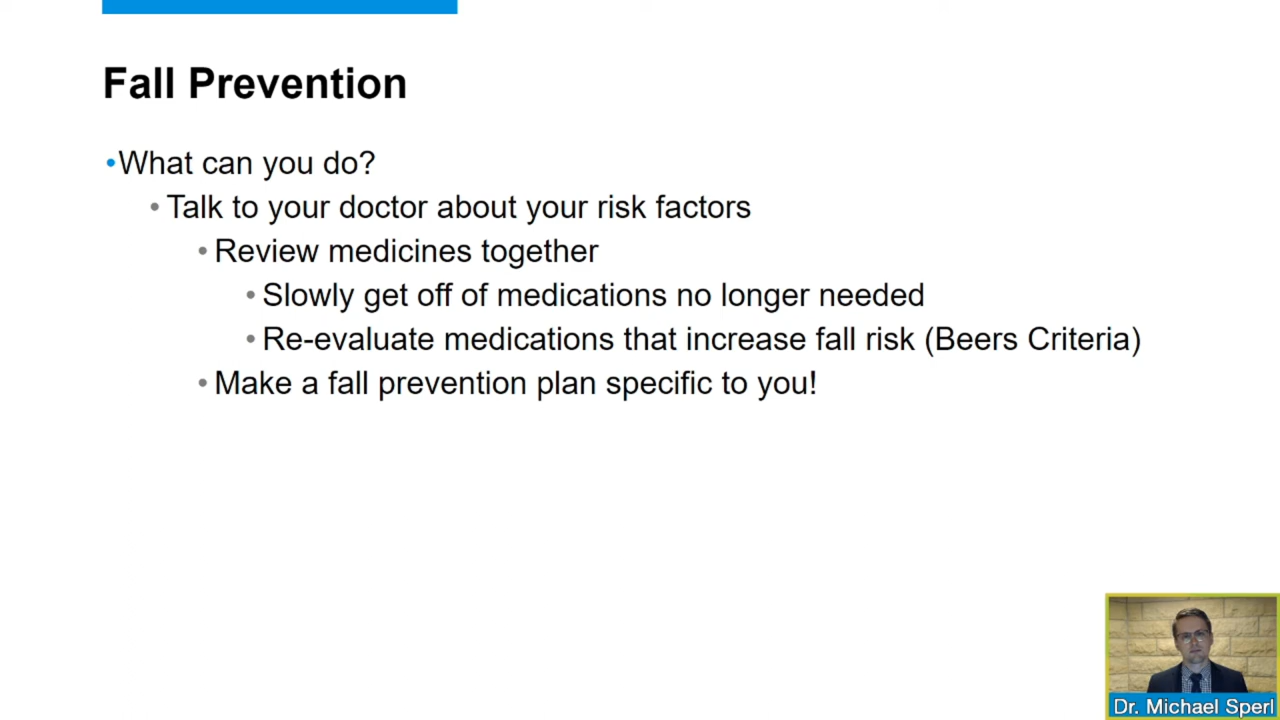 Fall Prevention
•What can you do?
• Talk to your doctor about your risk factors
• Review medicines together
• Slowly get off of medications no longer needed
• Re-evaluate medications that increase fall risk (Beers Criteria)
• Make a fall prevention plan specific to you!
Dr. Michael Sperl